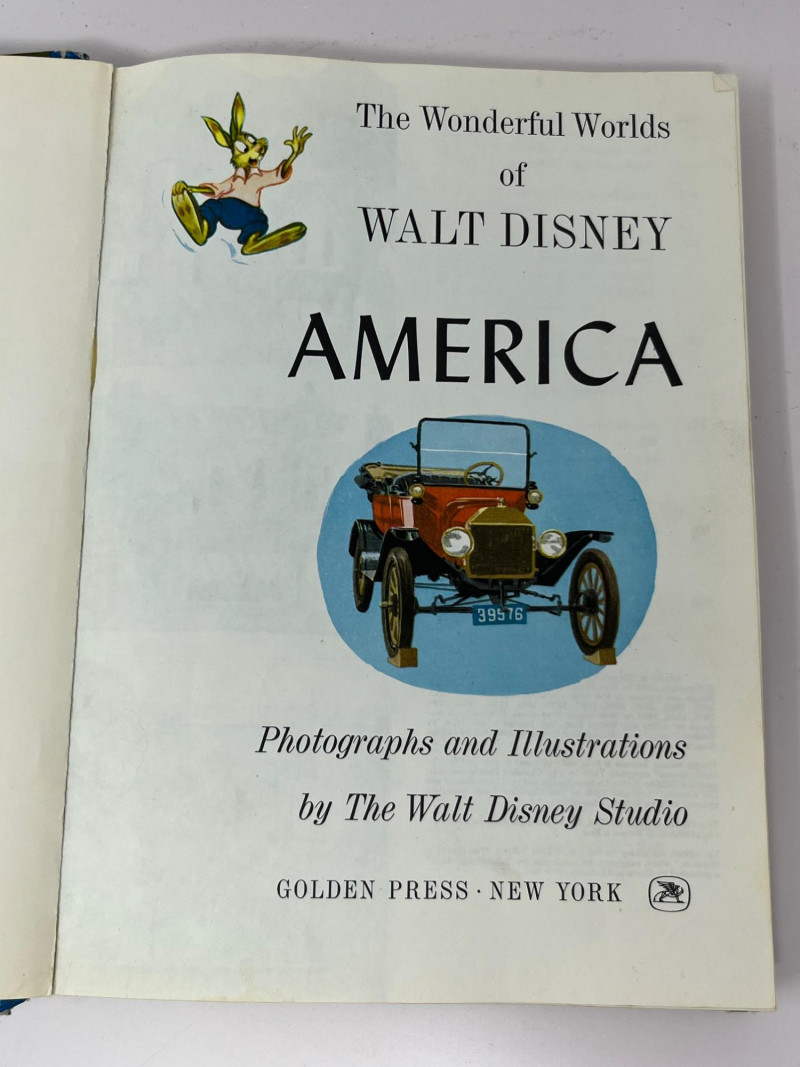 The Wonderful Worlds
of
WALT DISNEY
AMERICA
39576
Photographs and Illustrations
by The Walt Disney Studio
GOLDEN PRESS · NEW YORK